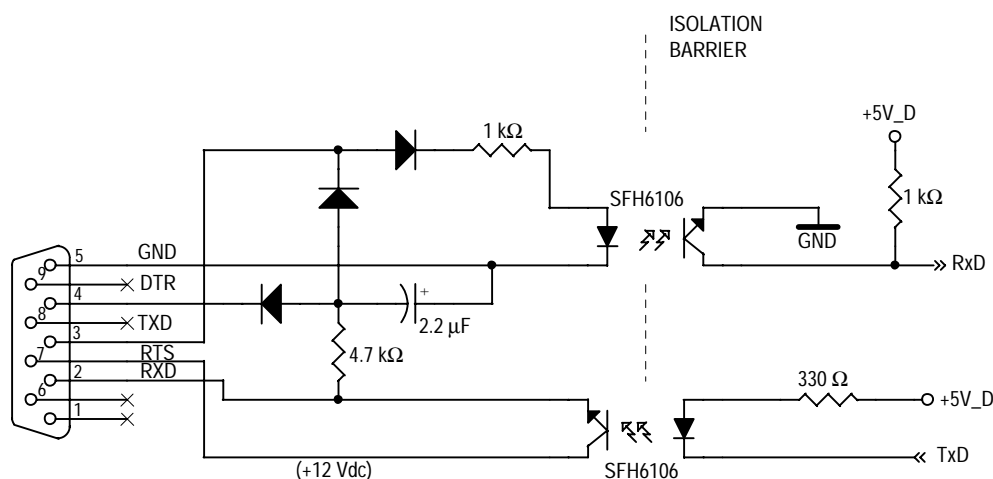 ISOLATION
BARRIER
+5V_D
1 kΩ
SFH6106
1 kΩ
GND
RxD
5
GND
9
DTR
4
+
2.2 µF
8
TXD
3
4.7 kΩ
7
RTS
2
RXD
330 Ω
6
+5V_D
1
TxD
(+12 Vdc)
SFH6106